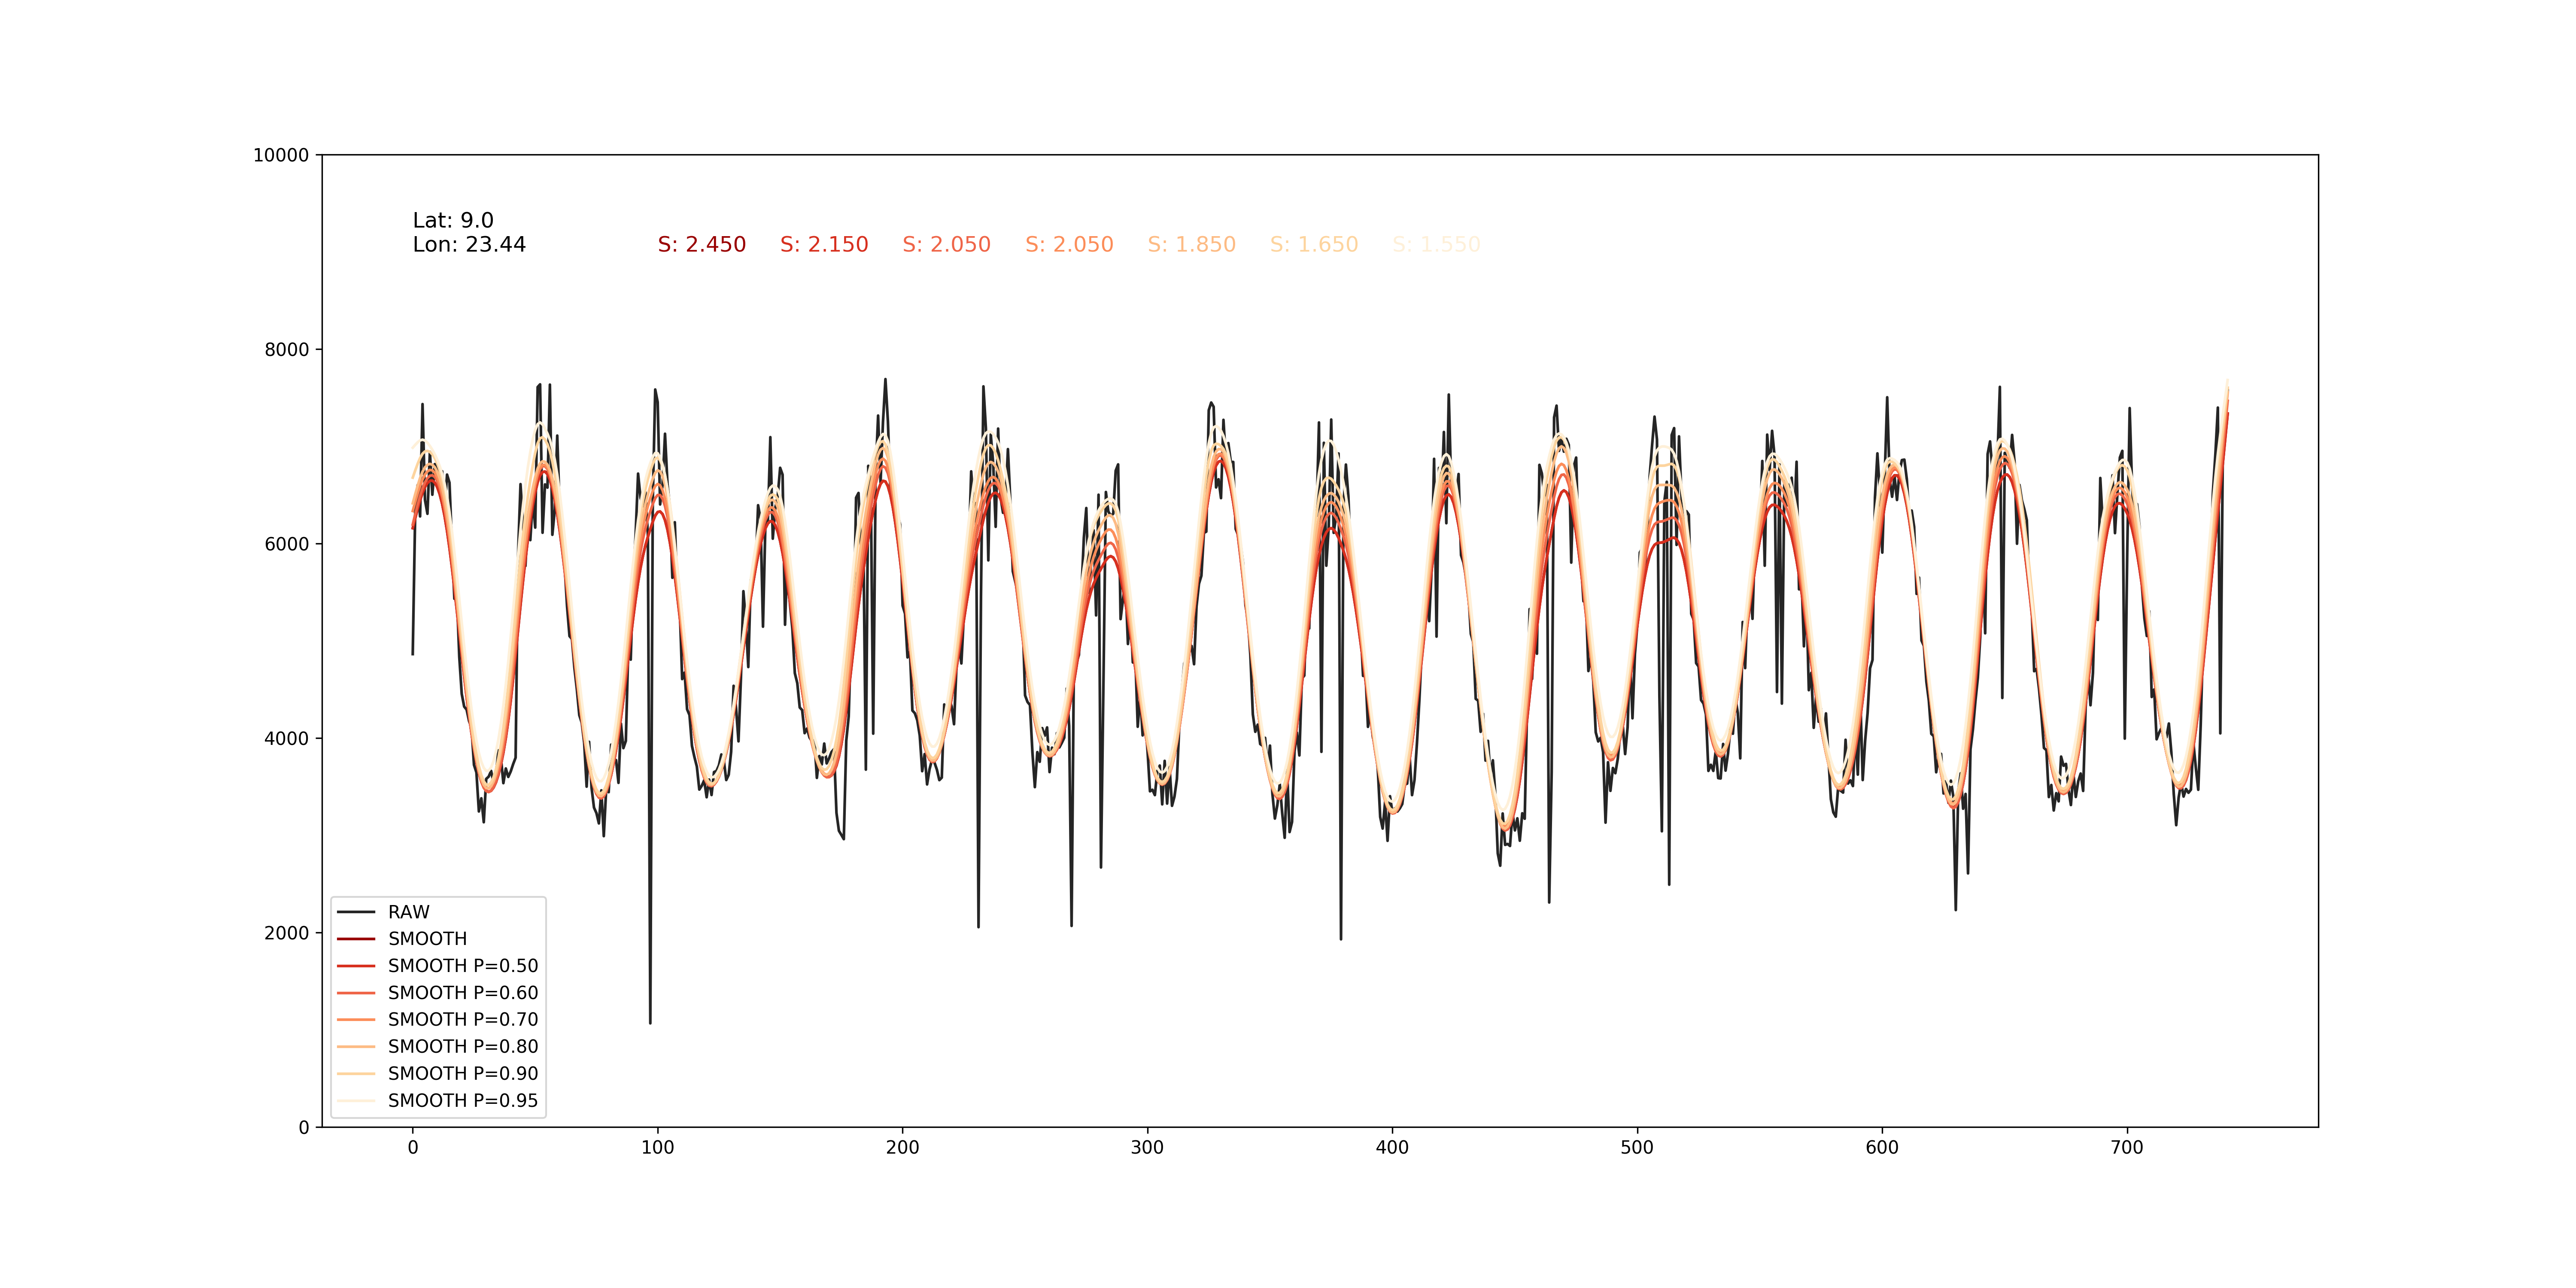 10000
8000
6000
4000
2000
0
Lat: 9.0
Lon: 23.44 S: 2.450 S: 2.150 S: 2.050 S: 2.050 S: 1.850 S: 1.650 S: 1.550
RAW
SMOOTH
SMOOTH P=0.50
SMOOTH P=0.60
SMOOTH P=0.70
SMOOTH P=0.80
SMOOTH P=0.90
SMOOTH P=0.95
0 100 200 300 400 500 600 700